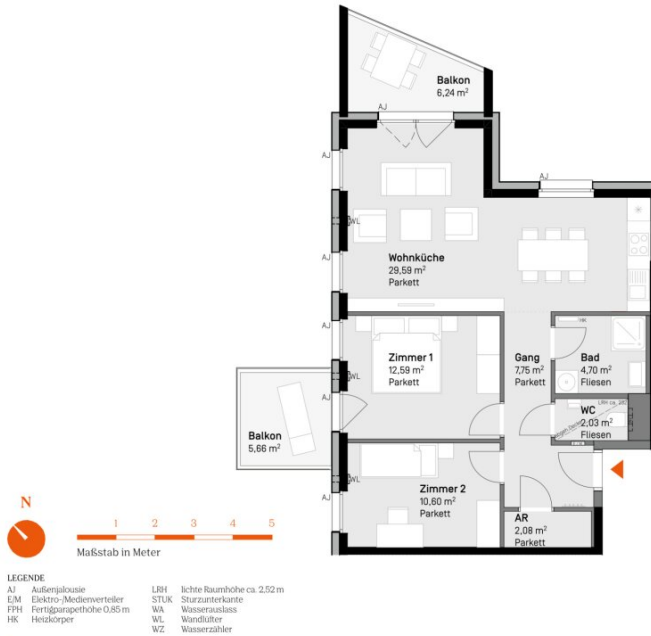 Balkon
6,24 m²
AJ
AJ
AJ
WL
Wohnküche
29,59 m²
Parkett
AJ
AJ
HK
Zimmer 1
12,59 m²
Parkett
Gang
7,75 m²
Parkett
Bad
4,70 m²
Fliesen
WL
AJ
WC
2,03 m²
Fliesen
LRH ca.
Balkon
5,66 m²
WL
Zimmer 2
10,60 m²
Parkett
AJ
AR
2,08 m²
Parkett
N
1 2 3 4 5
Maßstab in Meter
LEGENDE
AJ Außenjalousie
E/M Elektro-/Medienverteiler
FPH Fertigparapethöhe 0,85 m
HK Heizkörper
LRH lichte Raumhöhe ca. 2,52 m
STUK Sturzunterkante
WA Wasserauslass
WL Wandlüfter
WZ Wasserzähler